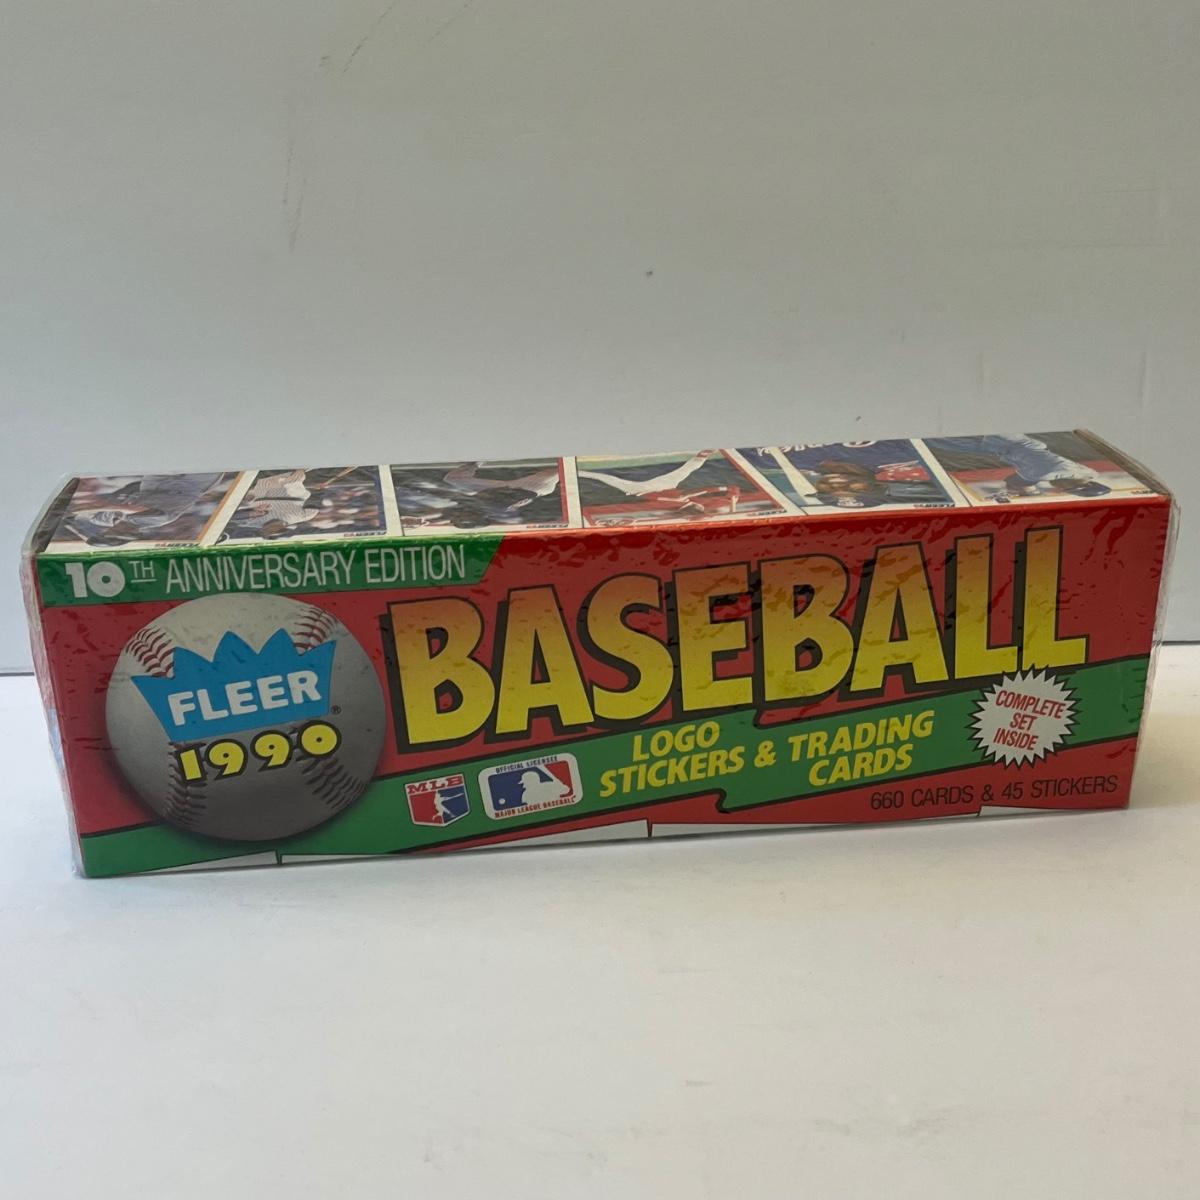 10TH ANNIVERSARY EDITION
FLEER®
1990
BASEBALL
LOGO
STICKERS & TRADING
CARDS
COMPLETE
SET
INSIDE
MLB
OFFICIAL LICENSEE
MAJOR LEAGUE BASEBALL
660 CARDS & 45 STICKERS